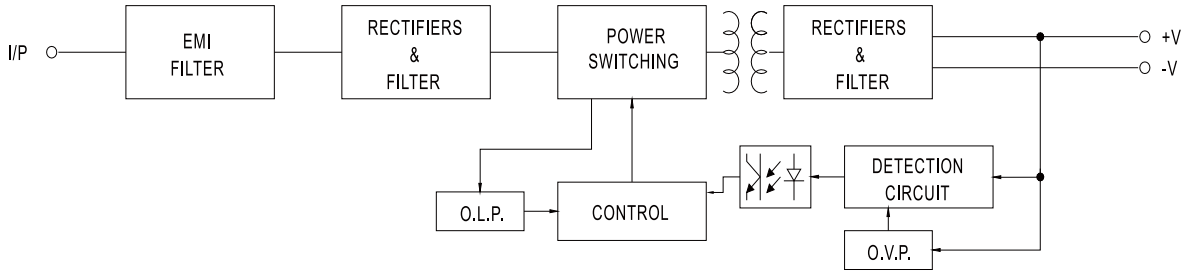 I/P
EMI
FILTER
RECTIFIERS
&
FILTER
POWER
SWITCHING
RECTIFIERS
&
FILTER
+V
-V
O.L.P.
CONTROL
DETECTION
CIRCUIT
O.V.P.